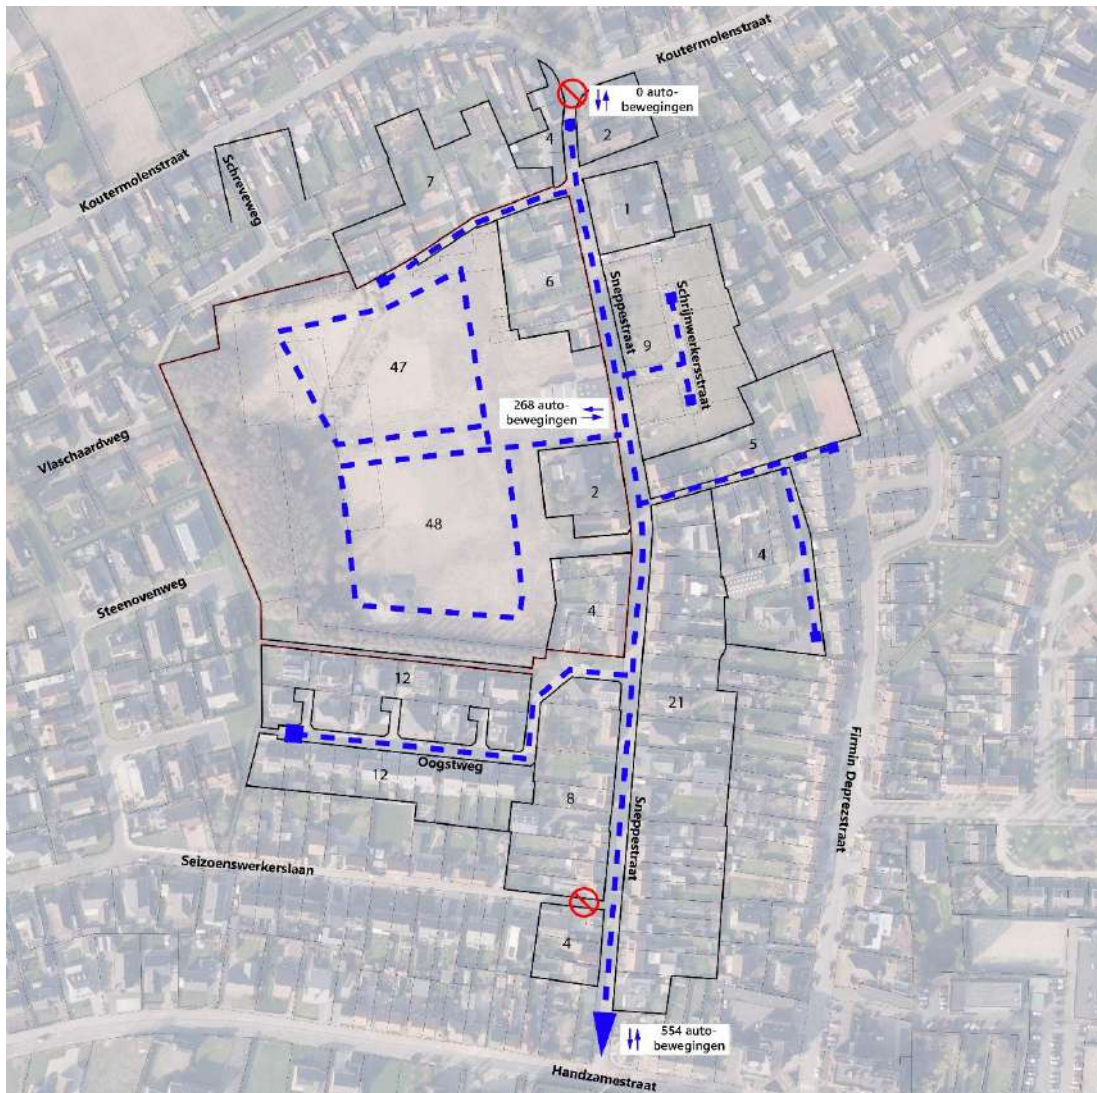 Koutermolenstraat
0 auto-
bewegingen
4
2
Koutermolenstraat
Schreveweg
7
1
6
Sneppestraat
Schrijnwerkersstraat
9
47
268 auto-
bewegingen
Vlaschaardweg
5
2
48
4
Steenovenweg
4
12
21
Oogstweg
12
8
Sneppestraat
Firmin Deprezstraat
Seizoenswerkerslaan
4
554 auto-
bewegingen
Handzamestraat